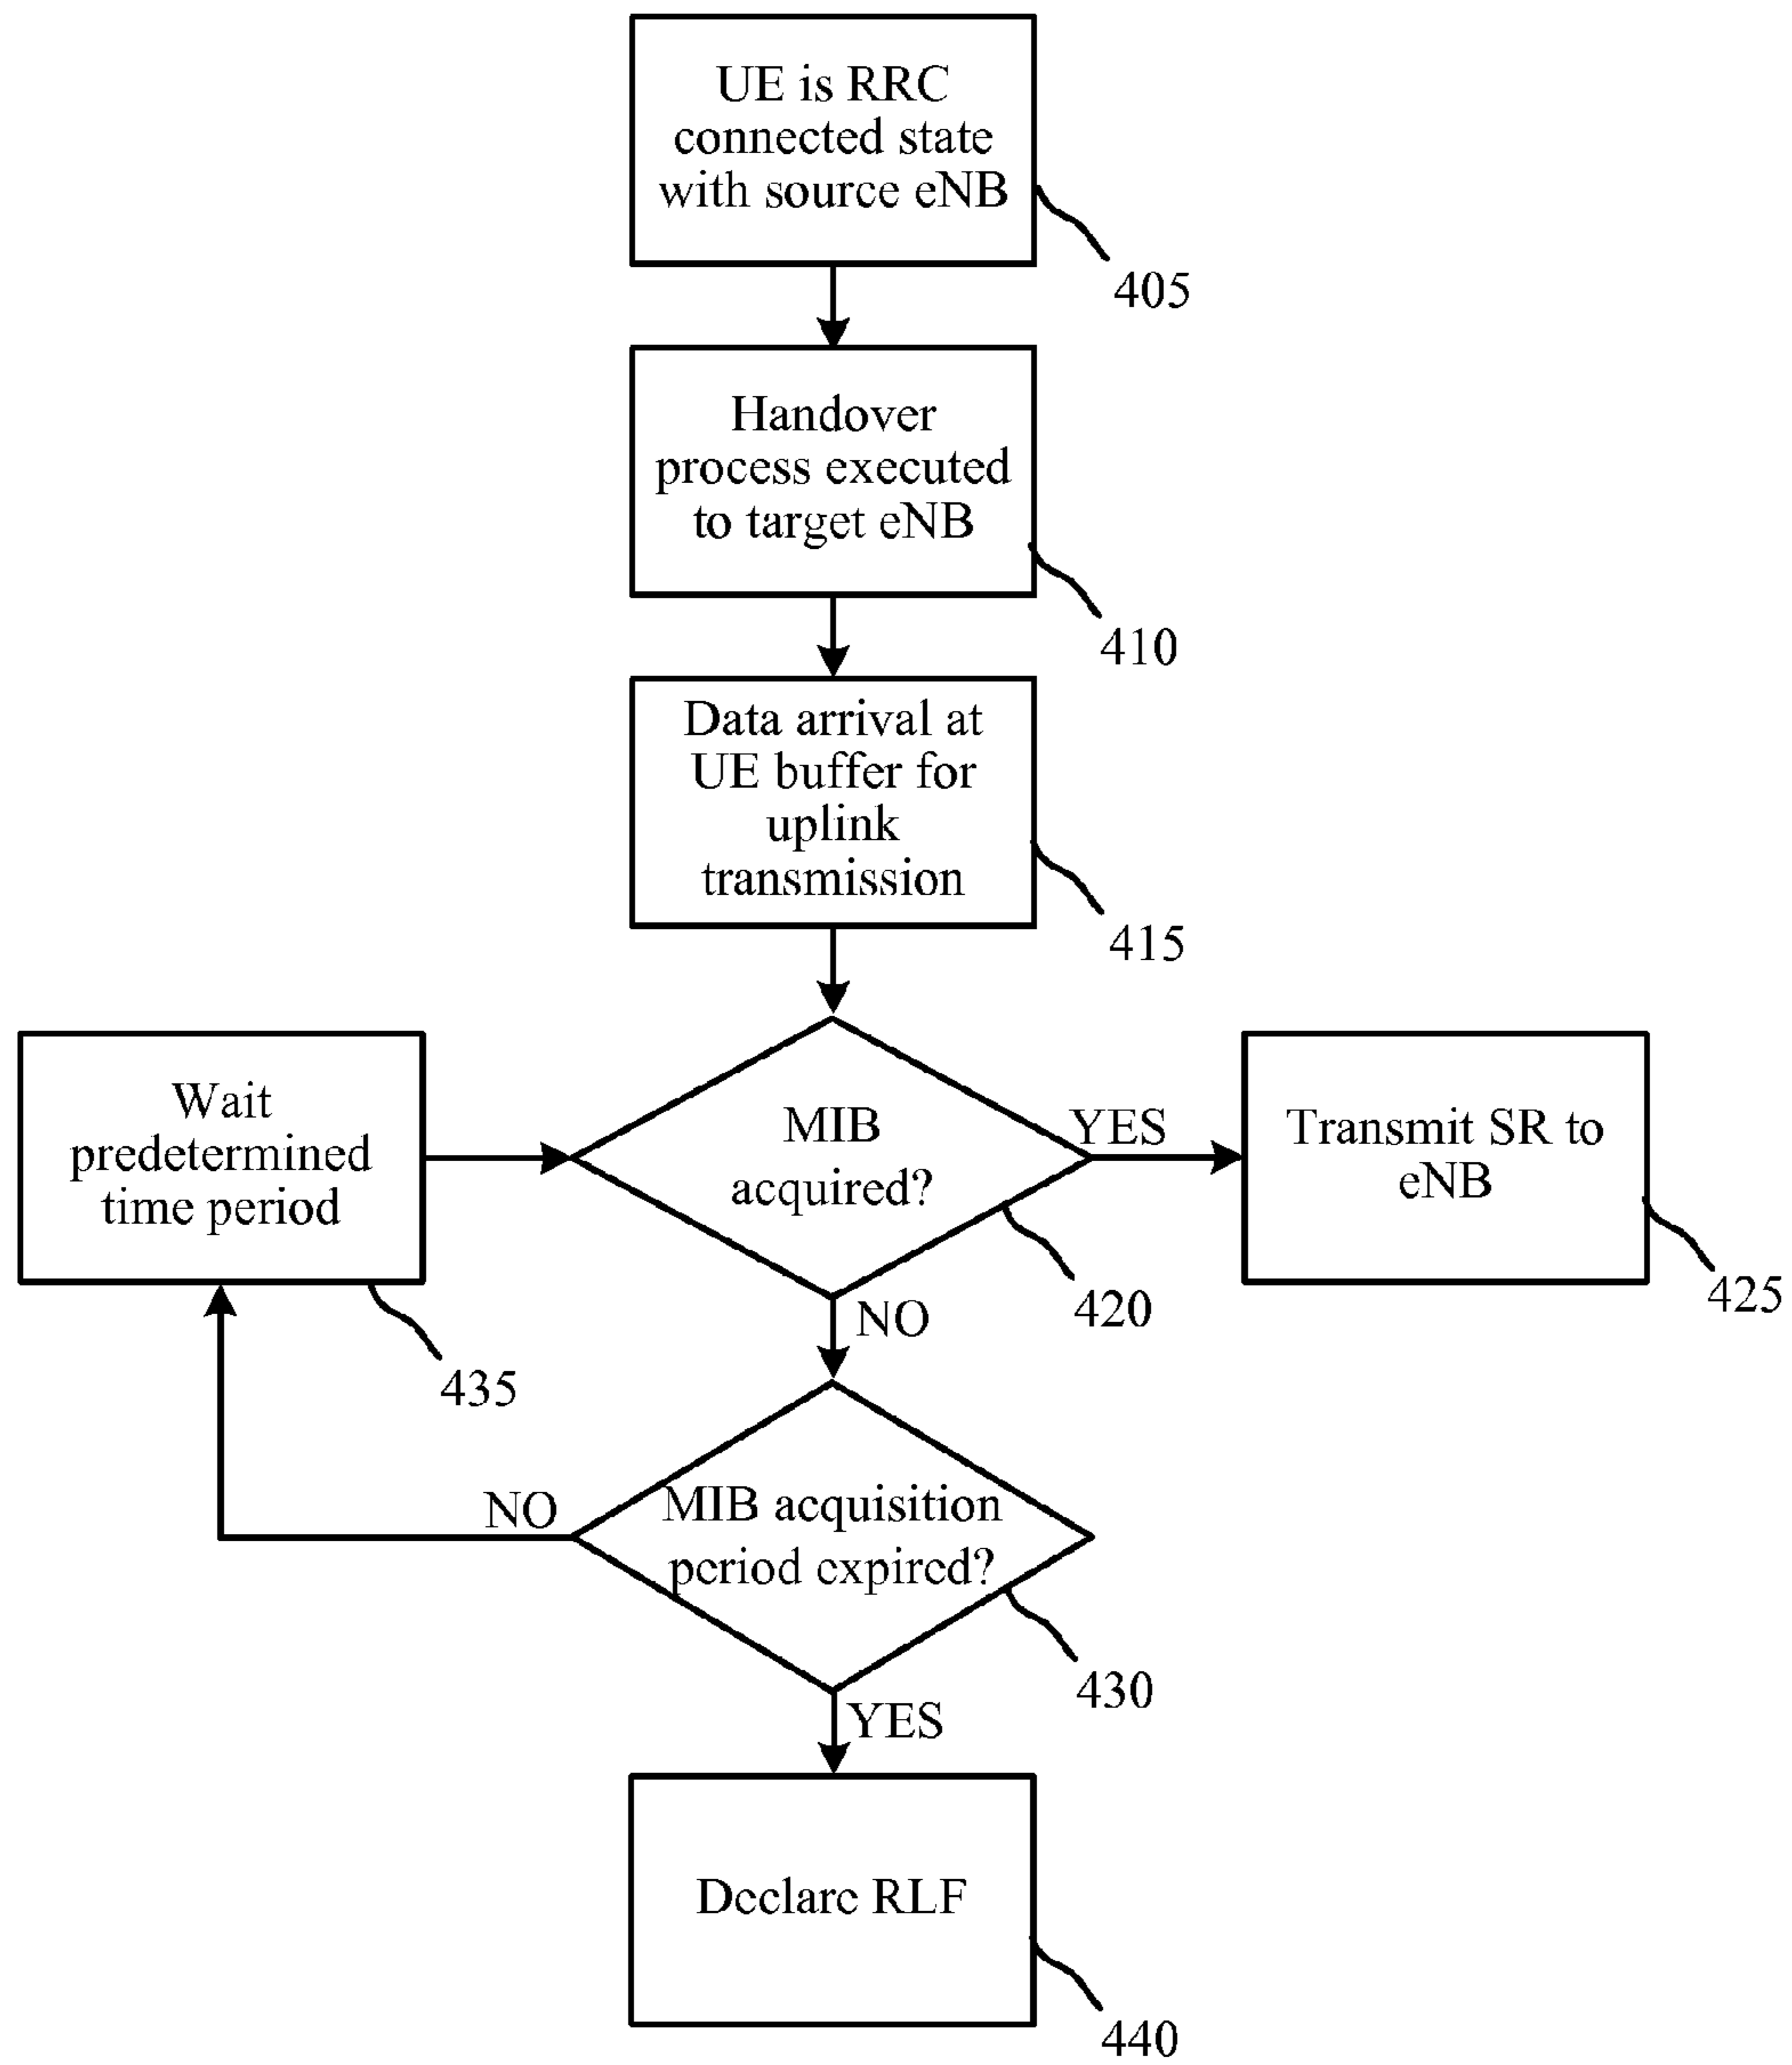 UE is RRC
connected state
with source eNB
405
Handover
process executed
to target eNB
410
Data arrival at
UE buffer for
uplink
transmission
415
Wait
predetermined
time period
435
MIB
acquired?
420
YES
Transmit SR to
eNB
425
NO
MIB acquisition
period expired?
430
NO
YES
Declare RLF
440